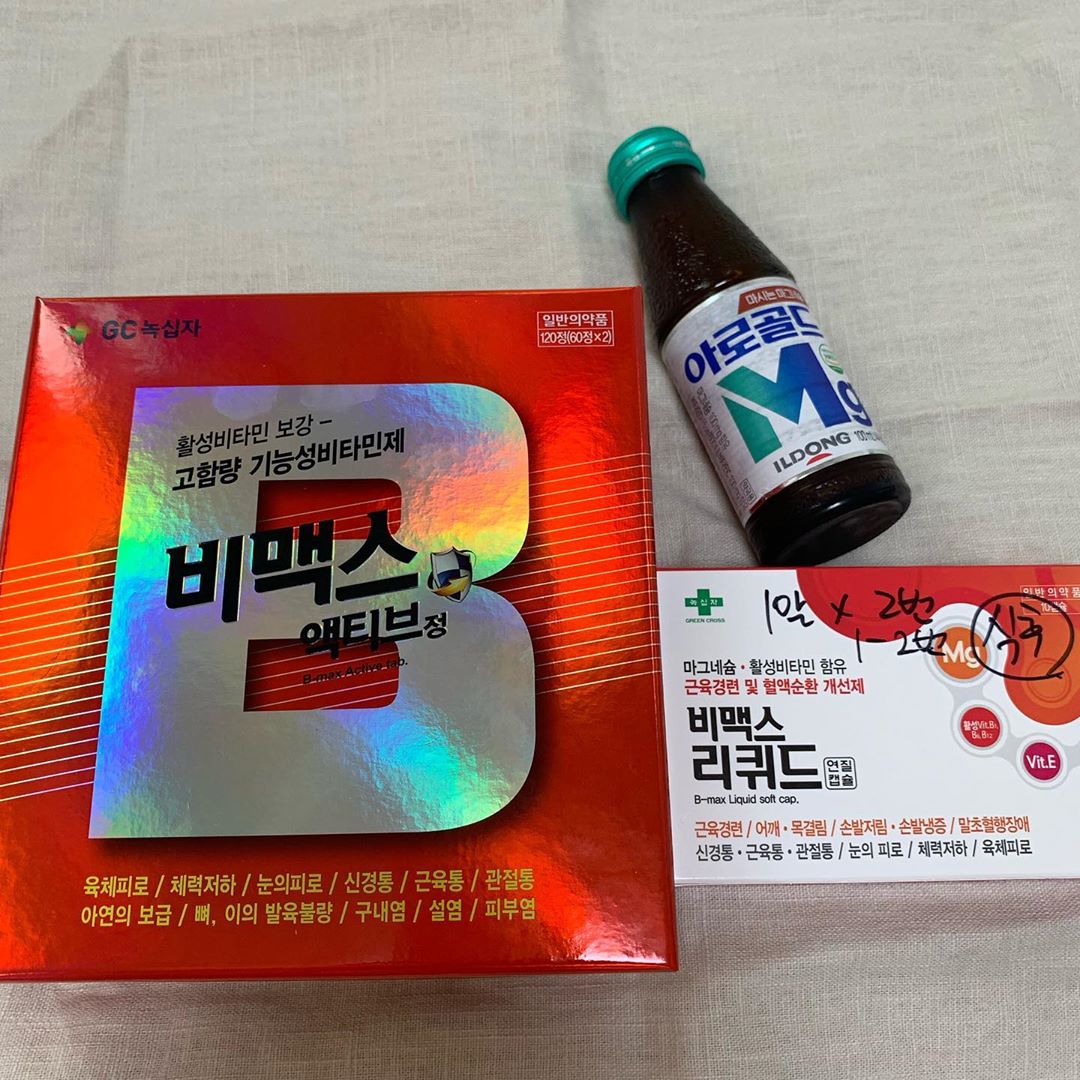 GC녹십자
일반의약품
120정(60정×2)
활성비타민 보강 –
고함량 기능성비타민제
비맥스
액티브정
B-max Active tab.
육체피로 / 체력저하 / 눈의피로 / 신경통 / 근육통 / 관절통
아연의 보급 / 뼈, 이의 발육불량 / 구내염 / 설염 / 피부염
마시는 마그
아로골드
Mg
ILDONG
녹십자
GREEN CROSS
일반의약품
10캡슐
2번
1-2번
식후
마그네슘·활성비타민 함유
근육경련 및 혈액순환 개선제
Mg
활성Vit.B1,
B6, B12
Vit.E
비맥스
리퀴드
연질
캡슐
B-max Liquid soft cap.
근육경련 / 어깨·목결림 / 손발저림·손발냉증 / 말초혈행장애
신경통·근육통·관절통 / 눈의 피로 / 체력저하 / 육체피로